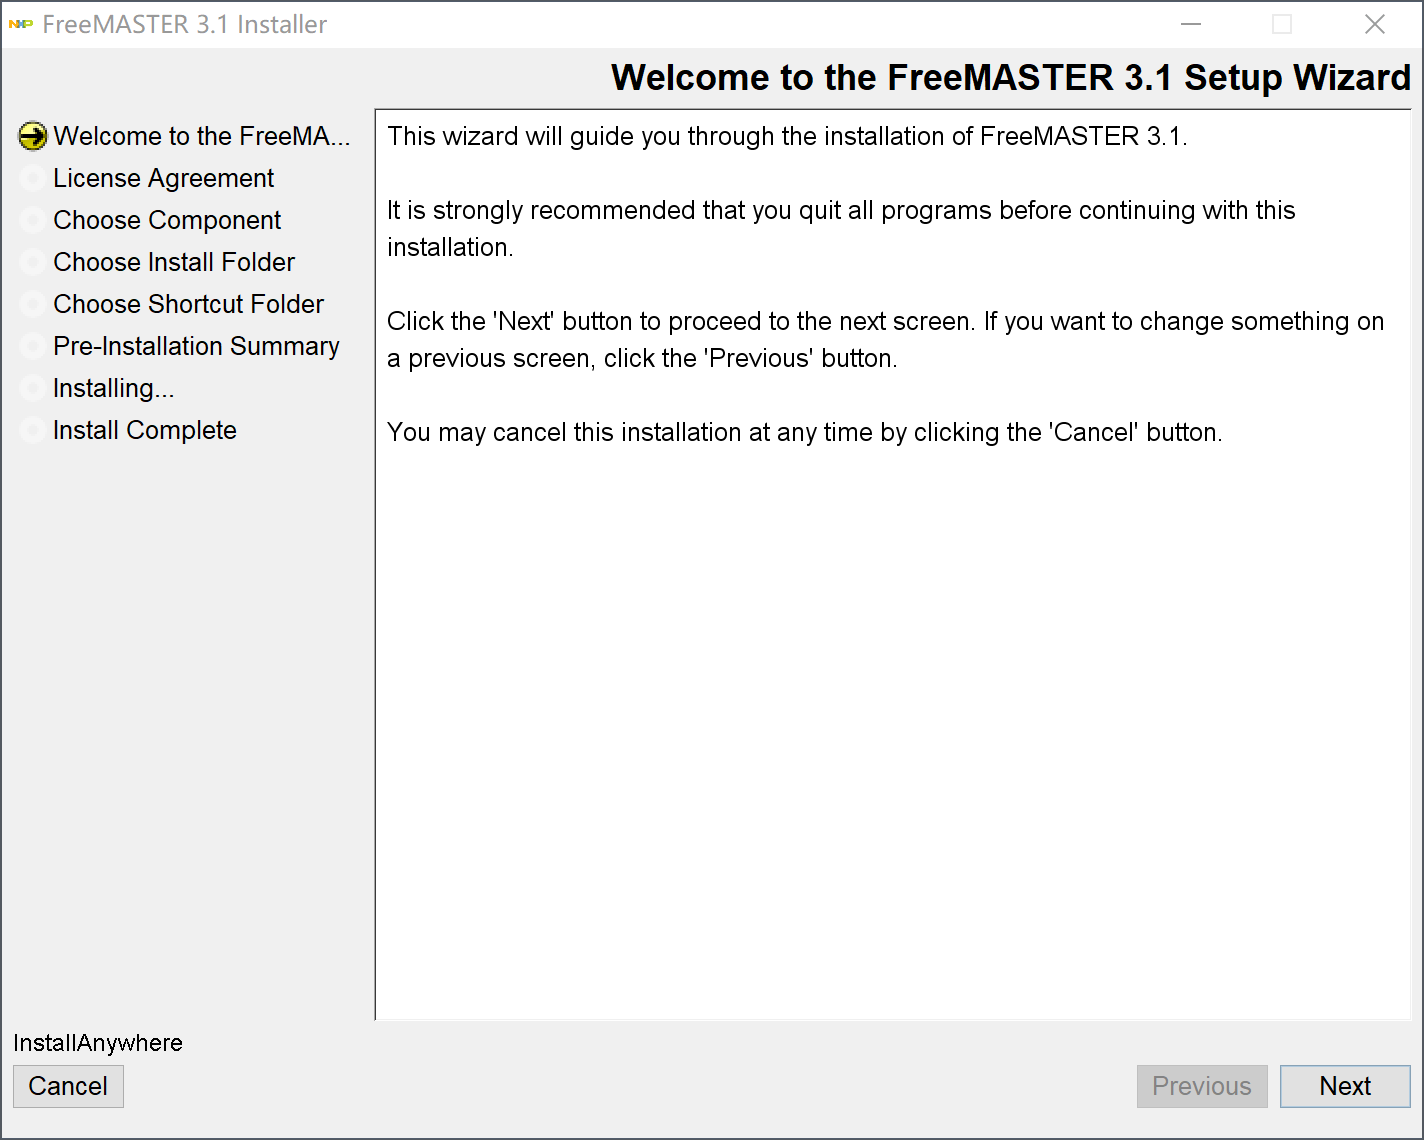 NXP FreeMASTER 3.1 Installer
Welcome to the FreeMASTER 3.1 Setup Wizard
Welcome to the FreeMA...
License Agreement
Choose Component
Choose Install Folder
Choose Shortcut Folder
Pre-Installation Summary
Installing...
Install Complete
This wizard will guide you through the installation of FreeMASTER 3.1.
It is strongly recommended that you quit all programs before continuing with this
installation.
Click the 'Next' button to proceed to the next screen. If you want to change something on
a previous screen, click the 'Previous' button.
You may cancel this installation at any time by clicking the 'Cancel' button.
InstallAnywhere
Cancel
Previous
Next